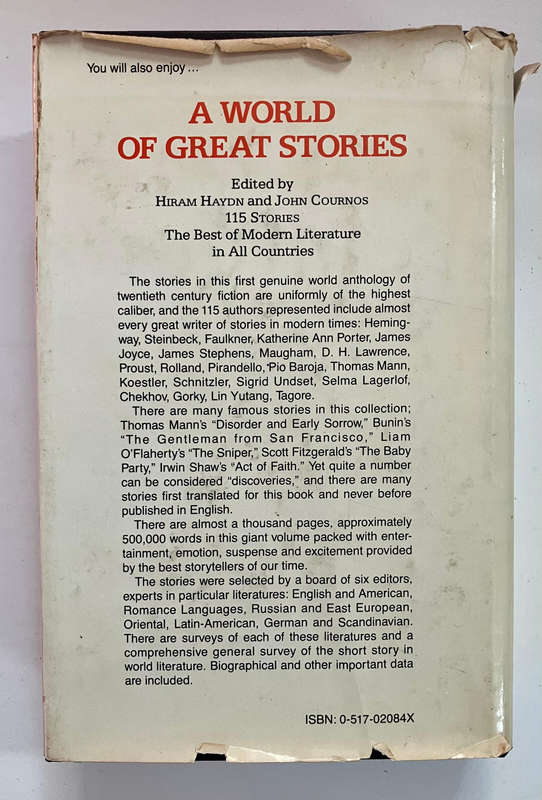 You will also enjoy ...
A WORLD
OF GREAT STORIES
Edited by
HIRAM HAYDN and JOHN COURNOS
115 STORIES
The Best of Modern Literature
in All Countries
The stories in this first genuine world anthology of
twentieth century fiction are uniformly of the highest
caliber, and the 115 authors represented include almost
every great writer of stories in modern times: Heming-
way, Steinbeck, Faulkner, Katherine Ann Porter, James
Joyce, James Stephens, Maugham, D. H. Lawrence,
Proust, Rolland, Pirandello, Pio Baroja, Thomas Mann,
Koestler, Schnitzler, Sigrid Undset, Selma Lagerlof,
Chekhov, Gorky, Lin Yutang, Tagore.
There are many famous stories in this collection;
Thomas Mann's "Disorder and Early Sorrow," Bunin's
"The Gentleman from San Francisco," Liam
O'Flaherty's "The Sniper," Scott Fitzgerald's "The Baby
Party," Irwin Shaw's "Act of Faith." Yet quite a number
can be considered "discoveries," and there are many
stories first translated for this book and never before
published in English.
There are almost a thousand pages, approximately
500,000 words in this giant volume packed with enter-
tainment, emotion, suspense and excitement provided
by the best storytellers of our time.
The stories were selected by a board of six editors,
experts in particular literatures: English and American,
Romance Languages, Russian and East European,
Oriental, Latin-American, German and Scandinavian.
There are surveys of each of these literatures and a
comprehensive general survey of the short story in
world literature. Biographical and other important data
are included.
ISBN: 0-517-02084X